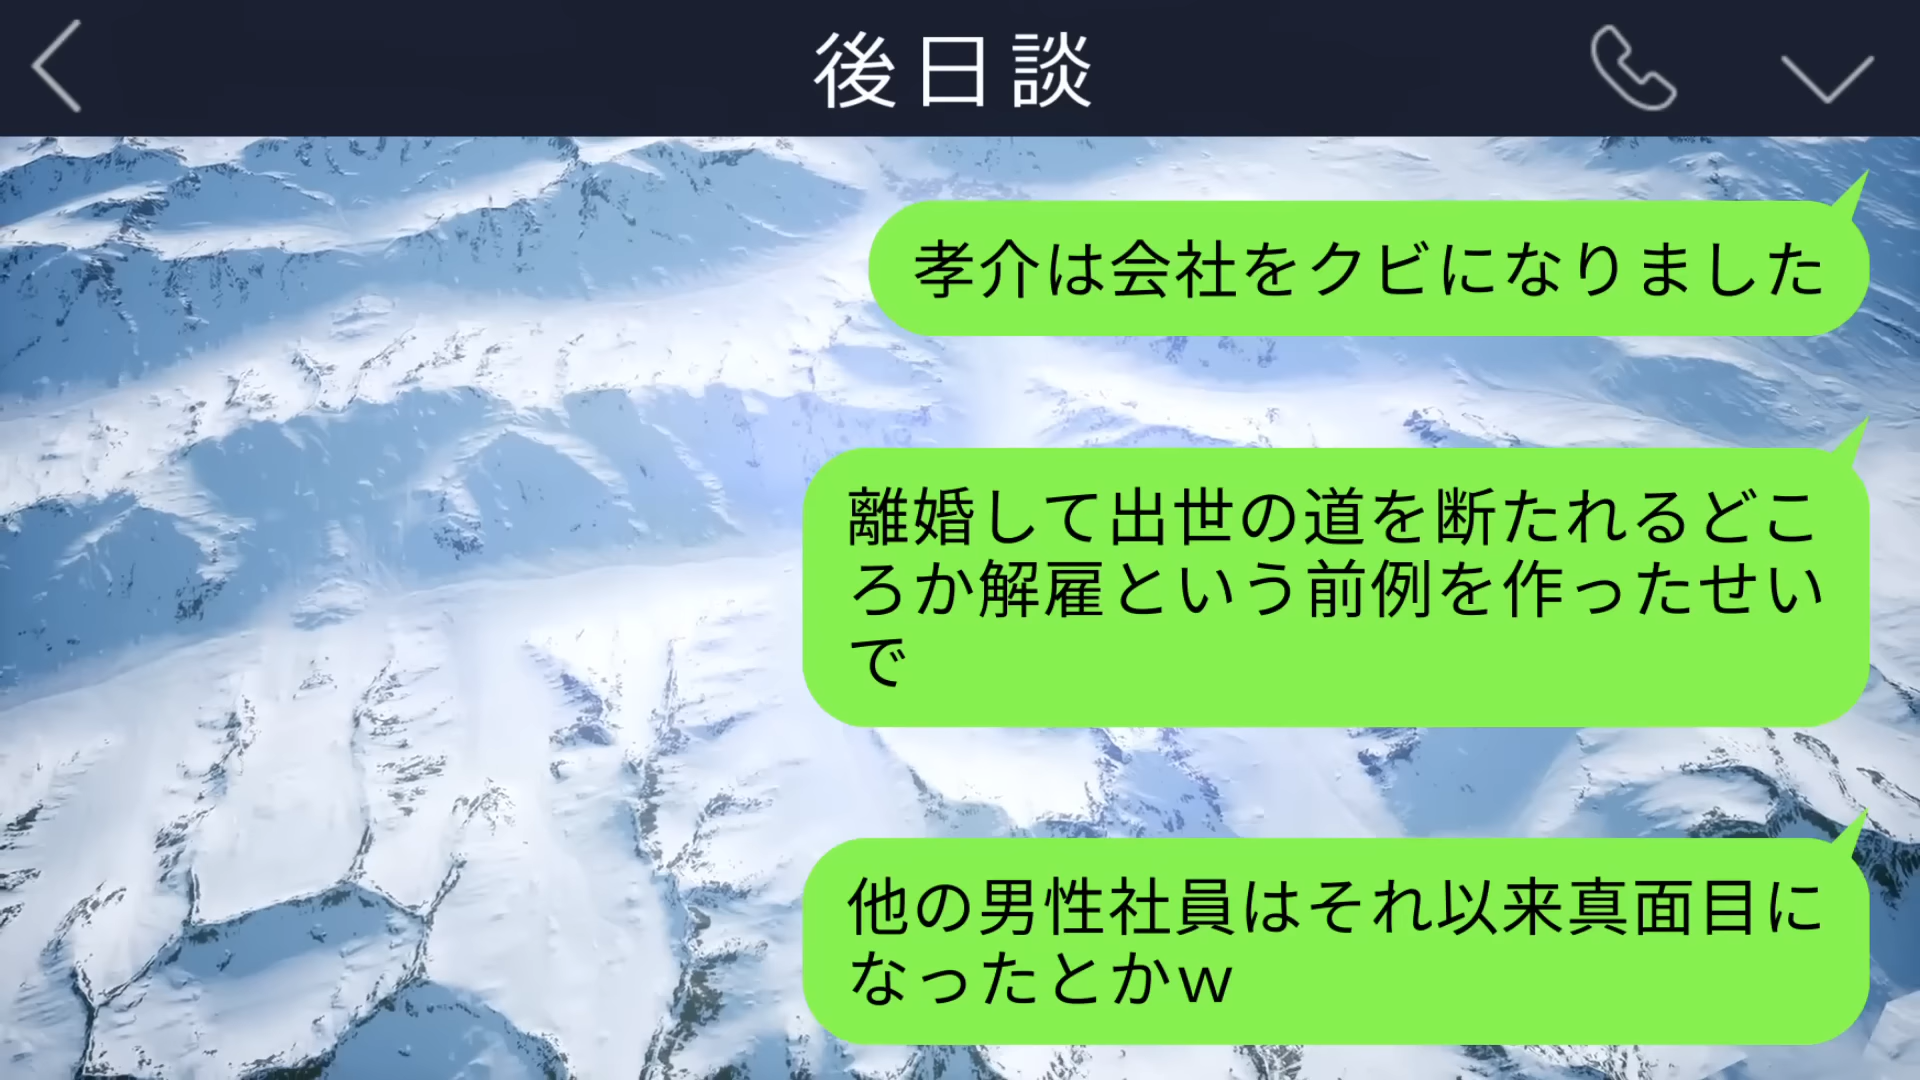 後日談
孝介は会社をクビになりました
離婚して出世の道を断たれるどこ
ろか解雇という前例を作ったせい
で
他の男性社員はそれ以来真面目に
なったとかw